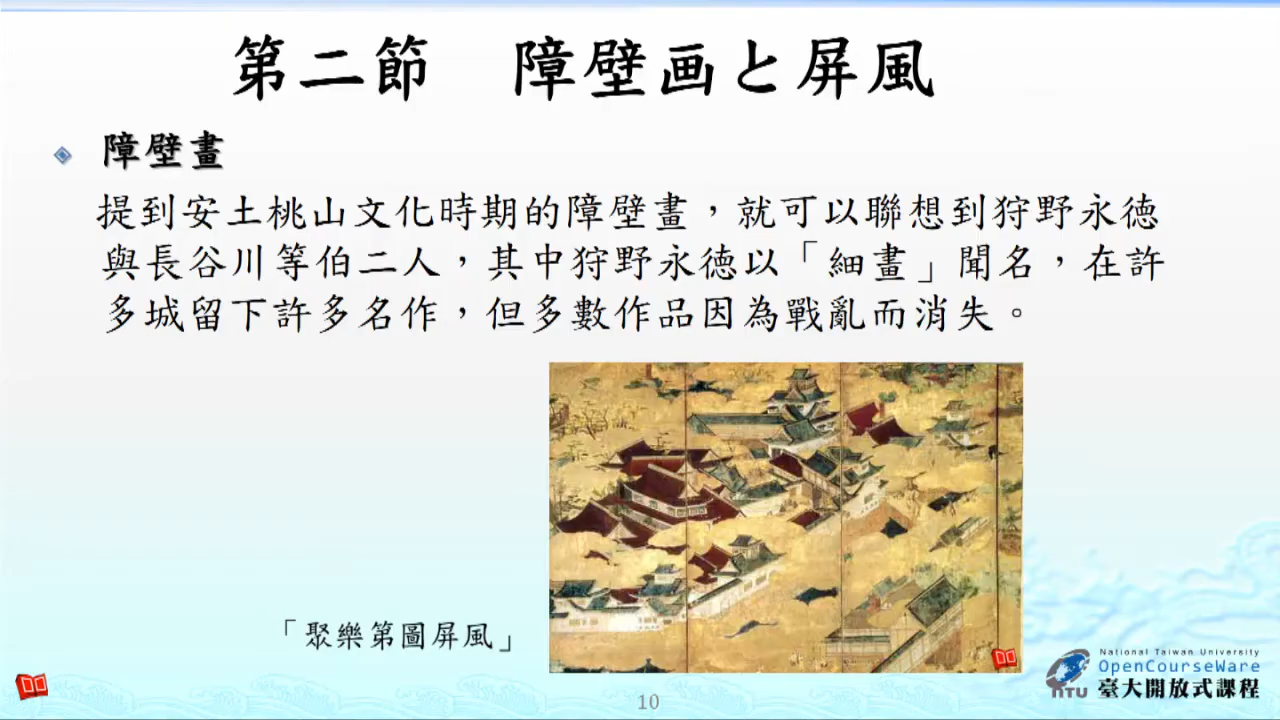 第二節　障壁画と屏風
障壁畫
提到安土桃山文化時期的障壁畫，就可以聯想到狩野永德
與長谷川等伯二人，其中狩野永德以「細畫」聞名，在許
多城留下許多名作，但多數作品因為戰亂而消失。
「聚樂第圖屏風」
10
National Taiwan University
OpenCourseWare
NTU
臺大開放式課程